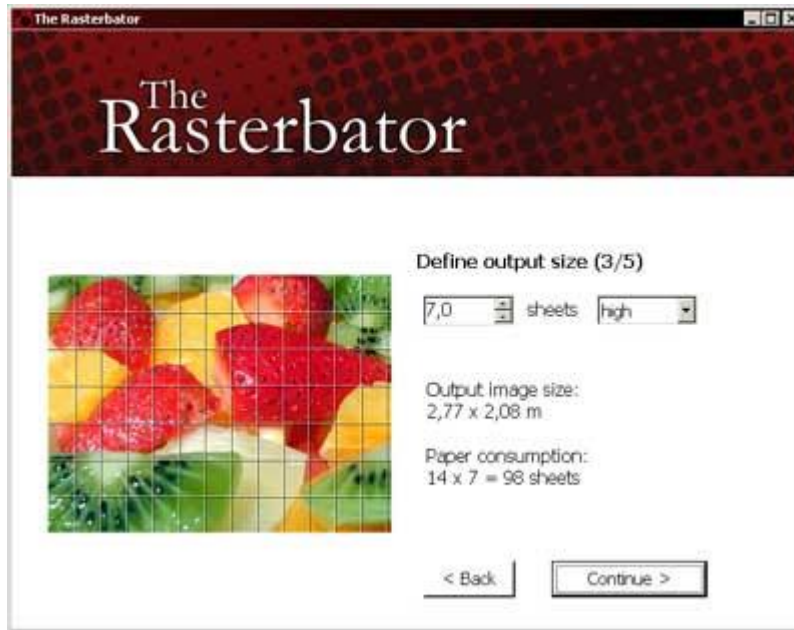 The Rasterbator
The
Rasterbator
Define output size (3/5)
7,0 sheets high
Output image size:
2,77 x 2,08 m
Paper consumption:
14 x 7 = 98 sheets
< Back Continue >